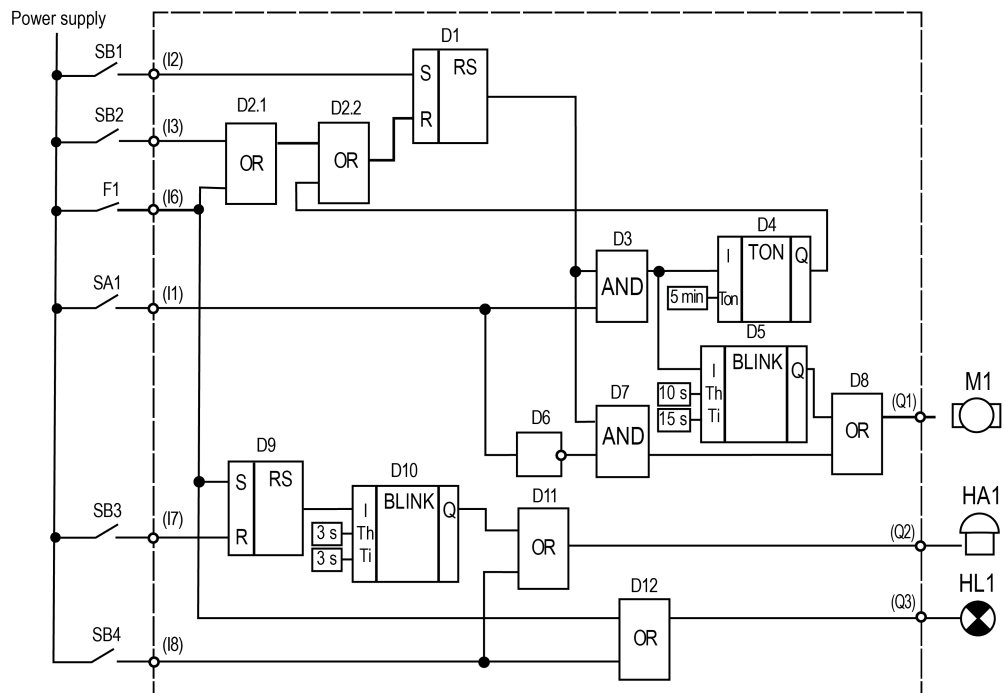 Power supply
SB1
(I2)
D1
S
RS
R
SB2
(I3)
D2.1
OR
D2.2
OR
F1
(I6)
D3
AND
D4
I
TON
Q
5 min
Ton
SA1
(I1)
D5
I
BLINK
Q
10 s
Th
15 s
Ti
D6
D7
AND
D8
OR
(Q1)
M1
D9
S
RS
R
D10
I
BLINK
Q
3 s
Th
3 s
Ti
SB3
(I7)
D11
OR
(Q2)
HA1
D12
OR
(Q3)
HL1
SB4
(I8)